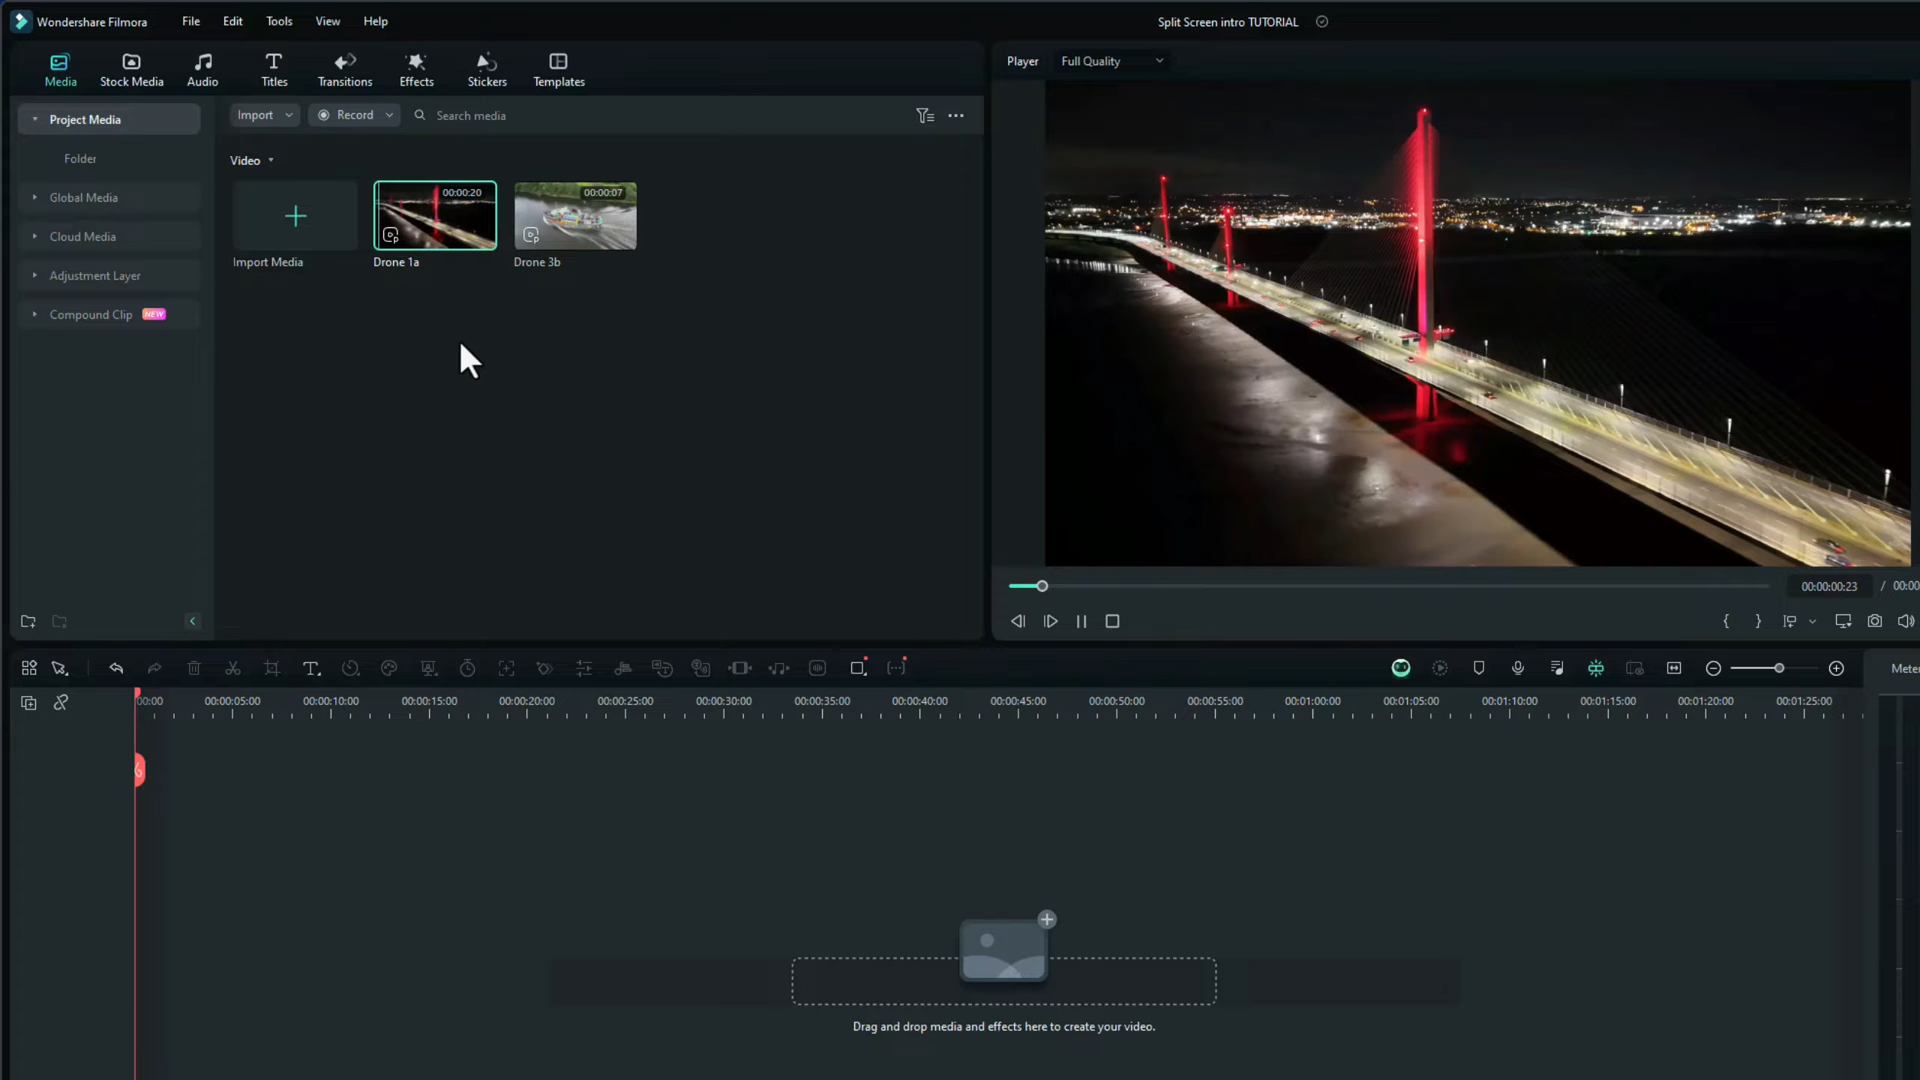 Wondershare Filmora File Edit Tools View Help Split Screen intro TUTORIAL
Media Stock Media Audio Titles Transitions Effects Stickers Templates
Player Full Quality
Project Media
Import Record Search media
Folder
Video
Global Media
Cloud Media
Adjustment Layer
Compound Clip NEW
00:00:20 00:00:07
Import Media Drone 1a Drone 3b
00:00:00:23 / 00:00
Meter
00:00 00:00:05:00 00:00:10:00 00:00:15:00 00:00:20:00 00:00:25:00 00:00:30:00 00:00:35:00 00:00:40:00 00:00:45:00 00:00:50:00 00:00:55:00 00:01:00:00 00:01:05:00 00:01:10:00 00:01:15:00 00:01:20:00 00:01:25:00
Drag and drop media and effects here to create your video.